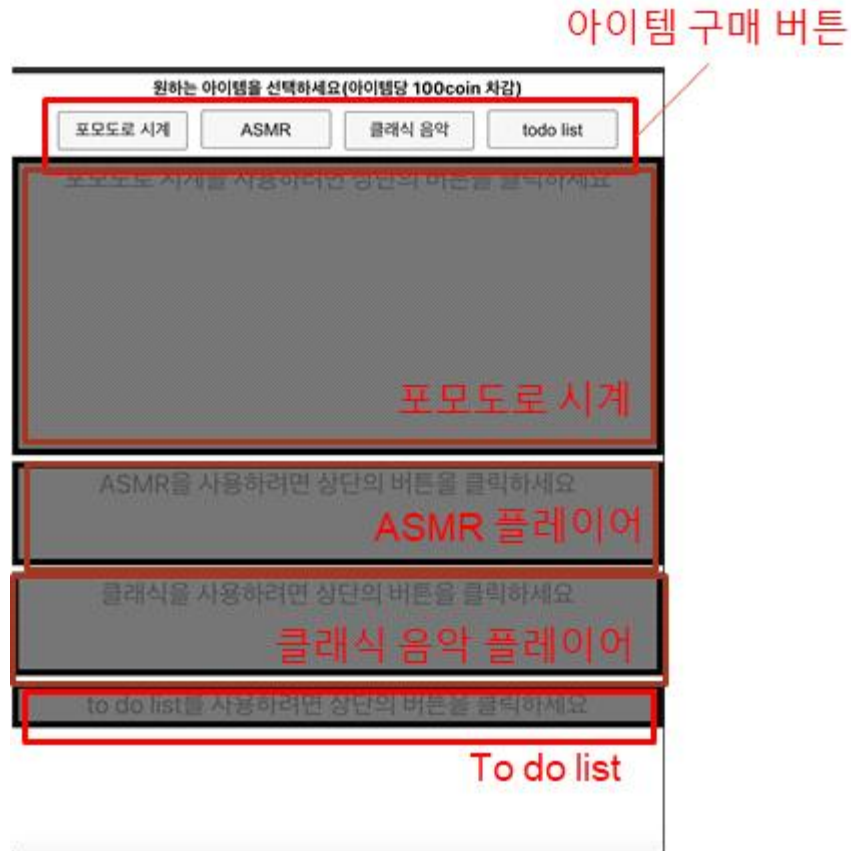 아이템 구매 버튼
원하는 아이템을 선택하세요(아이템당 100coin 차감)
포모도로 시계 ASMR 클래식 음악 todo list
포모도로 시계를 사용하려면 상단의 버튼을 클릭하세요
포모도로 시계
ASMR을 사용하려면 상단의 버튼을 클릭하세요
ASMR 플레이어
클래식을 사용하려면 상단의 버튼을 클릭하세요
클래식 음악 플레이어
to do list를 사용하려면 상단의 버튼을 클릭하세요
To do list